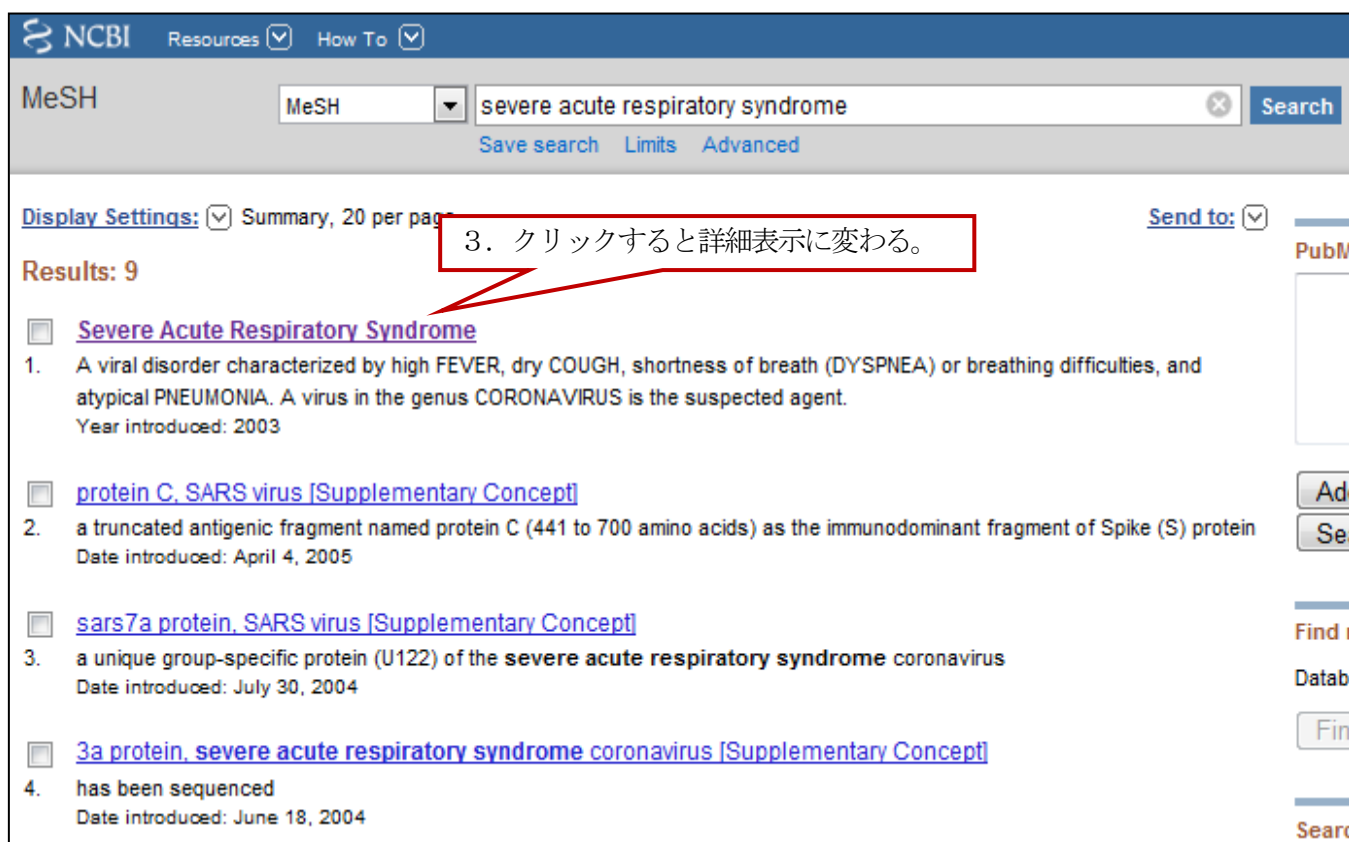 NCBI Resources How To
MeSH MeSH severe acute respiratory syndrome Search
Save search Limits Advanced
Display Settings: Summary, 20 per page Send to:
3．クリックすると詳細表示に変わる。
Results: 9
Severe Acute Respiratory Syndrome
1. A viral disorder characterized by high FEVER, dry COUGH, shortness of breath (DYSPNEA) or breathing difficulties, and
atypical PNEUMONIA. A virus in the genus CORONAVIRUS is the suspected agent.
Year introduced: 2003
protein C, SARS virus [Supplementary Concept]
2. a truncated antigenic fragment named protein C (441 to 700 amino acids) as the immunodominant fragment of Spike (S) protein
Date introduced: April 4, 2005
sars7a protein, SARS virus [Supplementary Concept]
3. a unique group-specific protein (U122) of the severe acute respiratory syndrome coronavirus
Date introduced: July 30, 2004
3a protein, severe acute respiratory syndrome coronavirus [Supplementary Concept]
4. has been sequenced
Date introduced: June 18, 2004
Find